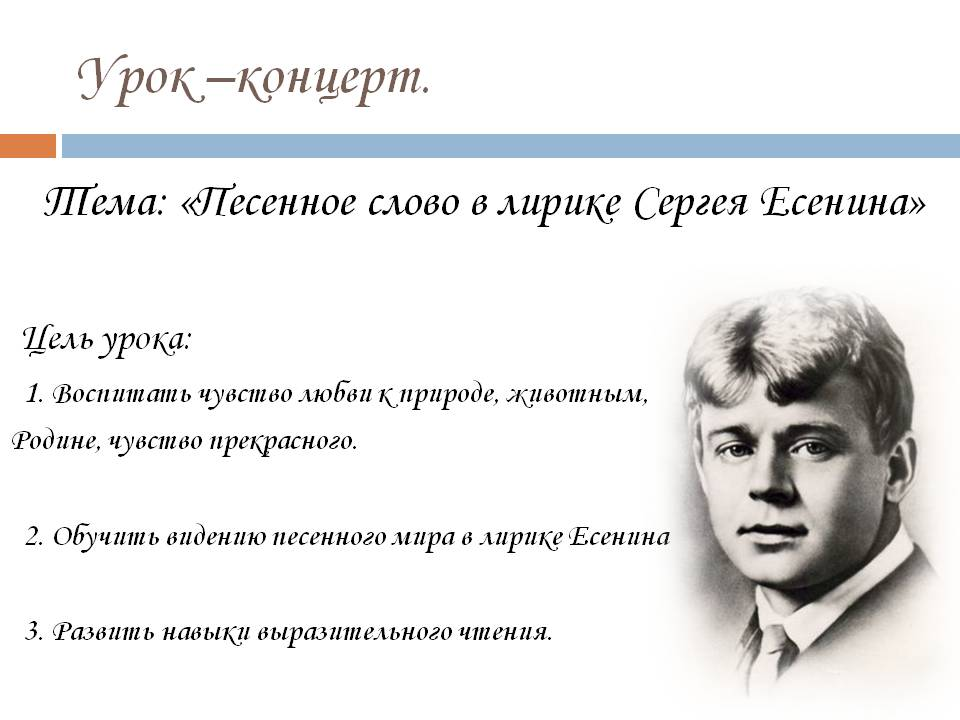 Урок –концерт.
Тема: «Песенное слово в лирике Сергея Есенина»
Цель урока:
1. Воспитать чувство любви к природе, животным,
Родине, чувство прекрасного.
2. Обучить видению песенного мира в лирике Есенина
3. Развить навыки выразительного чтения.